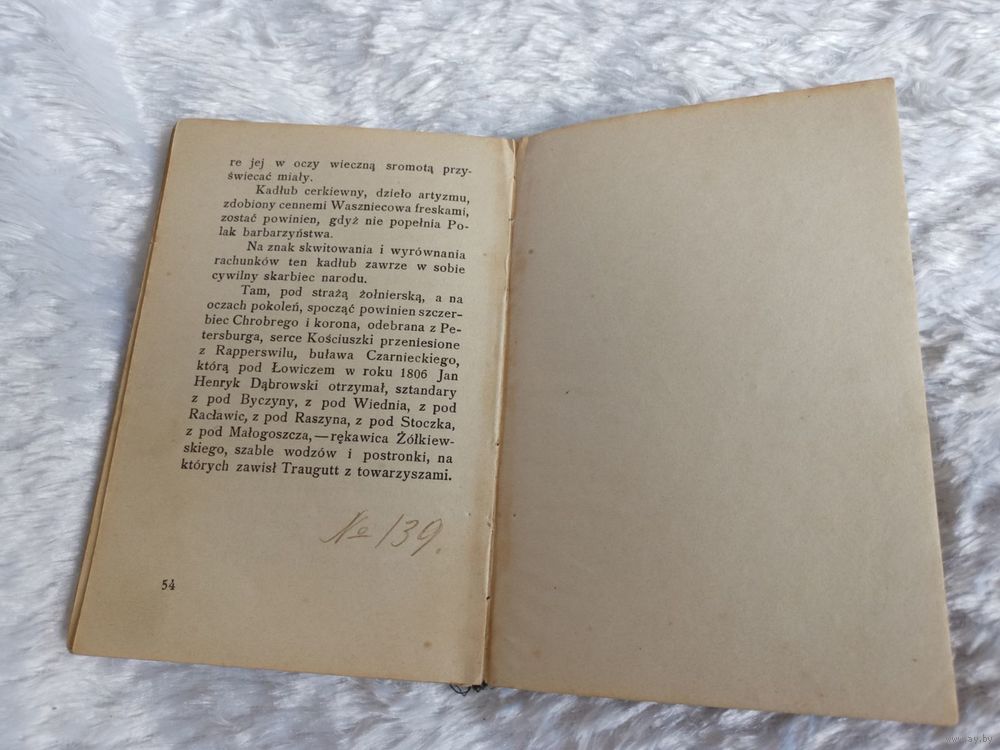 re jej w oczy wieczną sromotą przy-
świecać miały.
Kadłub cerkiewny, dzieło artyzmu,
zdobiony cennemi Waszniecowa freskami,
zostać powinien, gdyż nie popełnia Po-
lak barbarzyństwa.
Na znak skwitowania i wyrównania
rachunków ten kadłub zawrze w sobie
cywilny skarbiec narodu.
Tam, pod strażą żołnierską, a na
oczach pokoleń, spocząć powinien szczer-
biec Chrobrego i korona, odebrana z Pe-
tersburga, serce Kościuszki przeniesione
z Rapperswilu, buława Czarnieckiego,
którą pod Łowiczem w roku 1806 Jan
Henryk Dąbrowski otrzymał, sztandary
z pod Byczyny, z pod Wiednia, z pod
Racławic, z pod Raszyna, z pod Stoczka,
z pod Małogoszcza,—rękawica Żółkiew-
skiego, szable wodzów i postronki, na
których zawisł Traugutt z towarzyszami.
№ 139.
54
www.ay.by